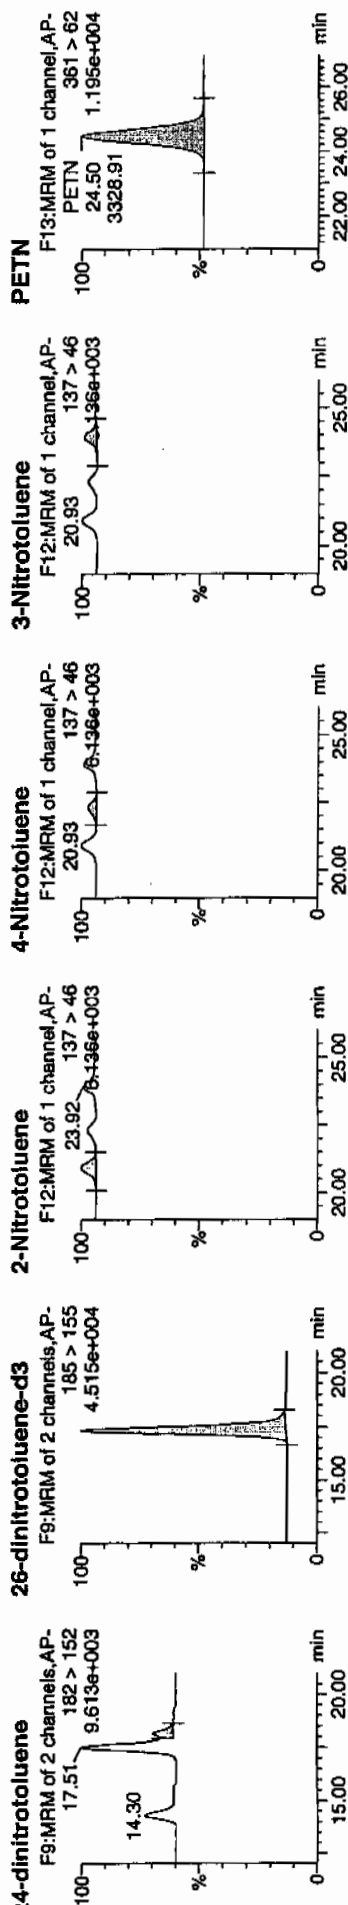 24-dinitrotoluene
F9:MRM of 2 channels,AP-
17.51
182 > 152
9.613e+003
14.30
100
%
0
15.00 20.00
min
26-dinitrotoluene-d3
F9:MRM of 2 channels,AP-
185 > 155
4.515e+004
100
%
0
15.00 20.00
min
2-Nitrotoluene
F12:MRM of 1 channel,AP-
23.92
137 > 46
6.136e+003
100
%
0
20.00 25.00
min
4-Nitrotoluene
F12:MRM of 1 channel,AP-
20.93
137 > 46
6.136e+003
100
%
0
20.00 25.00
min
3-Nitrotoluene
F12:MRM of 1 channel,AP-
20.93
137 > 46
136e+003
100
%
0
20.00 25.00
min
PETN
F13:MRM of 1 channel,AP-
PETN
24.50
3328.91
361 > 62
1.195e+004
100
%
0
22.00 24.00 26.00
min